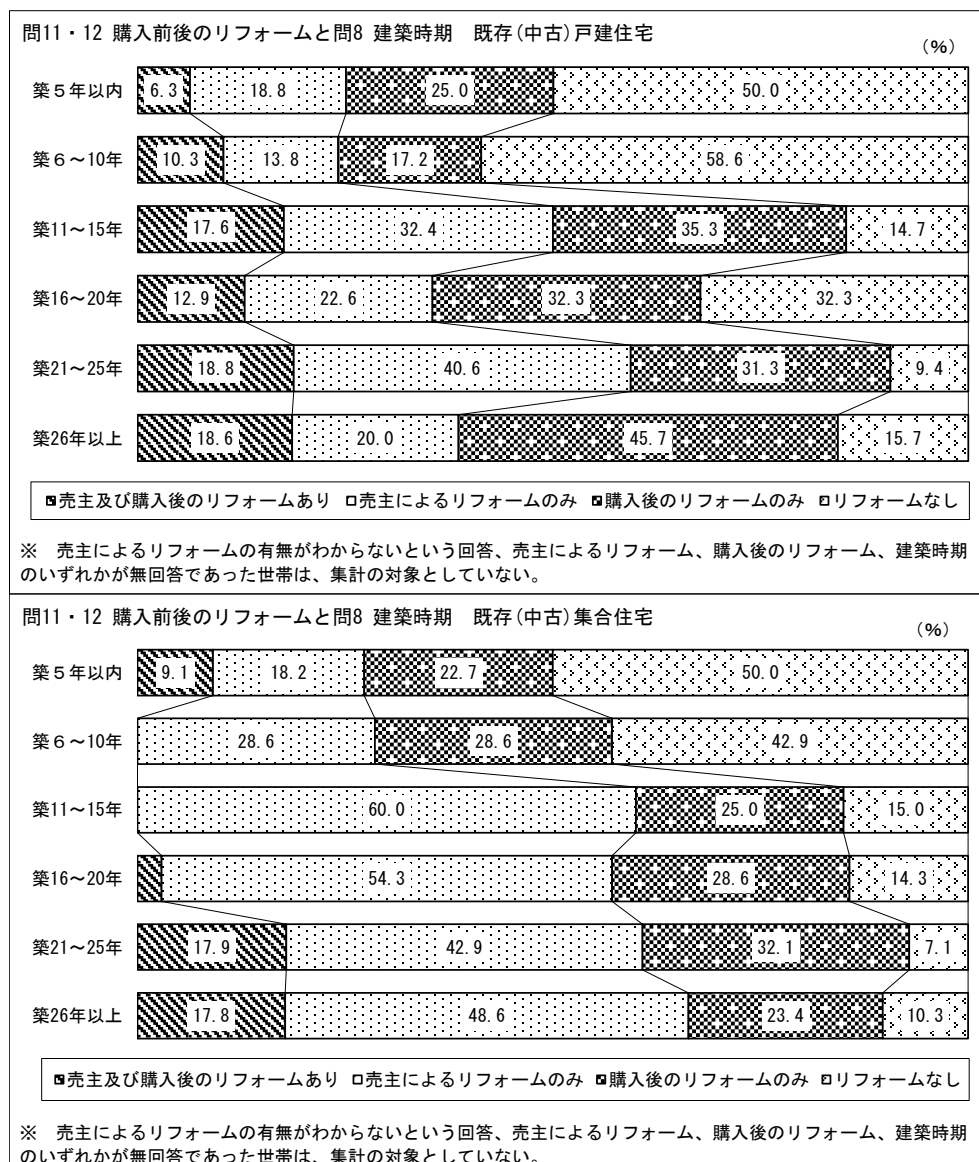 問11・12 購入前後のリフォームと問8 建築時期　既存(中古)戸建住宅
(%)
築５年以内 6.3 18.8 25.0 50.0
築６～10年 10.3 13.8 17.2 58.6
築11～15年 17.6 32.4 35.3 14.7
築16～20年 12.9 22.6 32.3 32.3
築21～25年 18.8 40.6 31.3 9.4
築26年以上 18.6 20.0 45.7 15.7
売主及び購入後のリフォームあり 売主によるリフォームのみ 購入後のリフォームのみ リフォームなし
※　売主によるリフォームの有無がわからないという回答、売主によるリフォーム、購入後のリフォーム、建築時期
のいずれかが無回答であった世帯は、集計の対象としていない。
問11・12 購入前後のリフォームと問8 建築時期　既存(中古)集合住宅
(%)
築５年以内 9.1 18.2 22.7 50.0
築６～10年 28.6 28.6 42.9
築11～15年 60.0 25.0 15.0
築16～20年 54.3 28.6 14.3
築21～25年 17.9 42.9 32.1 7.1
築26年以上 17.8 48.6 23.4 10.3
売主及び購入後のリフォームあり 売主によるリフォームのみ 購入後のリフォームのみ リフォームなし
※　売主によるリフォームの有無がわからないという回答、売主によるリフォーム、購入後のリフォーム、建築時期
のいずれかが無回答であった世帯は、集計の対象としていない。